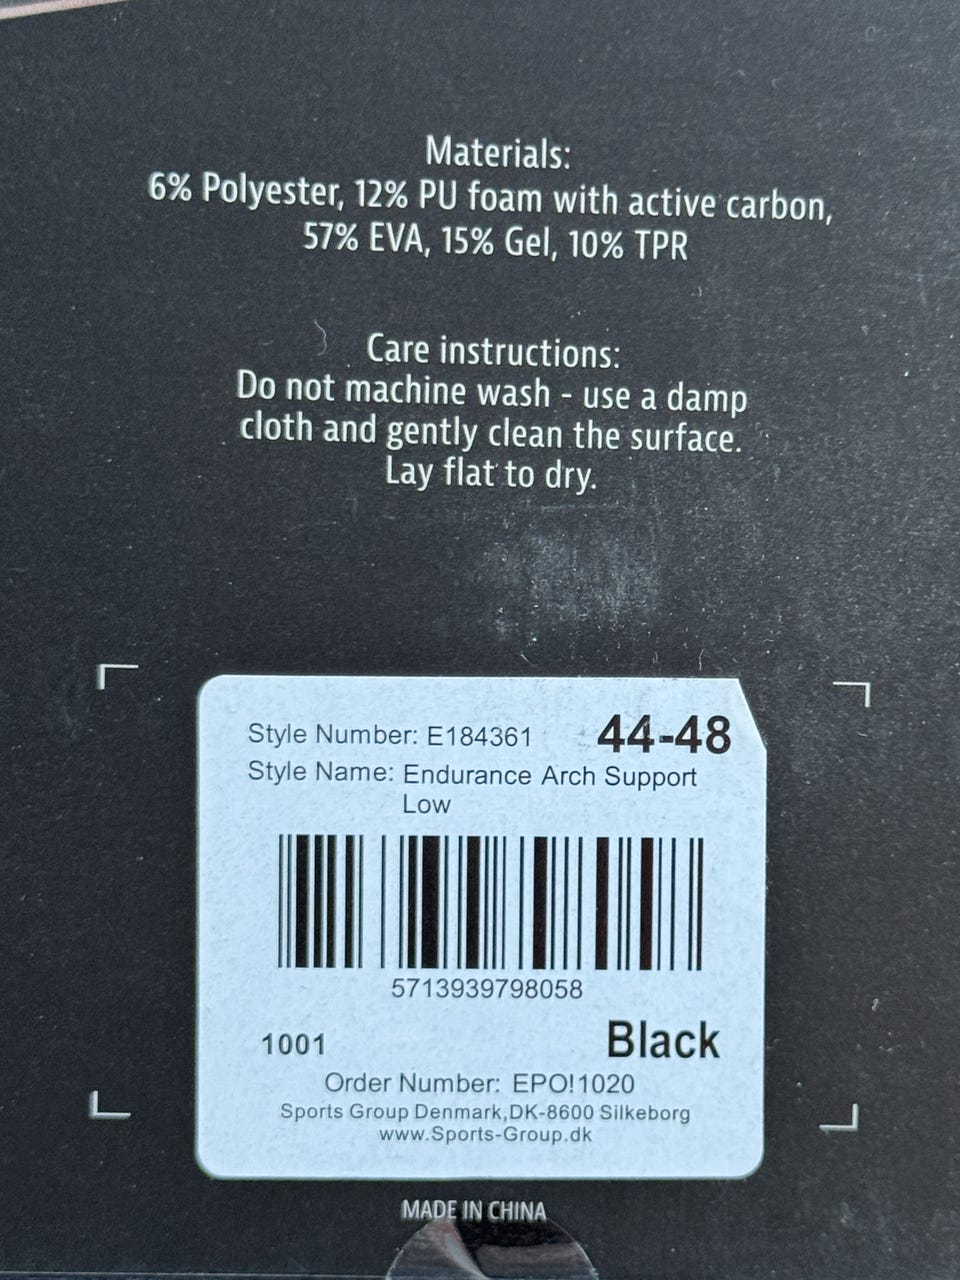 Materials:
6% Polyester, 12% PU foam with active carbon,
57% EVA, 15% Gel, 10% TPR
Care instructions:
Do not machine wash - use a damp
cloth and gently clean the surface.
Lay flat to dry.
Style Number: E184361 44-48
Style Name: Endurance Arch Support
Low
5713939798058
1001 Black
Order Number: EPO!1020
Sports Group Denmark,DK-8600 Silkeborg
www.Sports-Group.dk
MADE IN CHINA